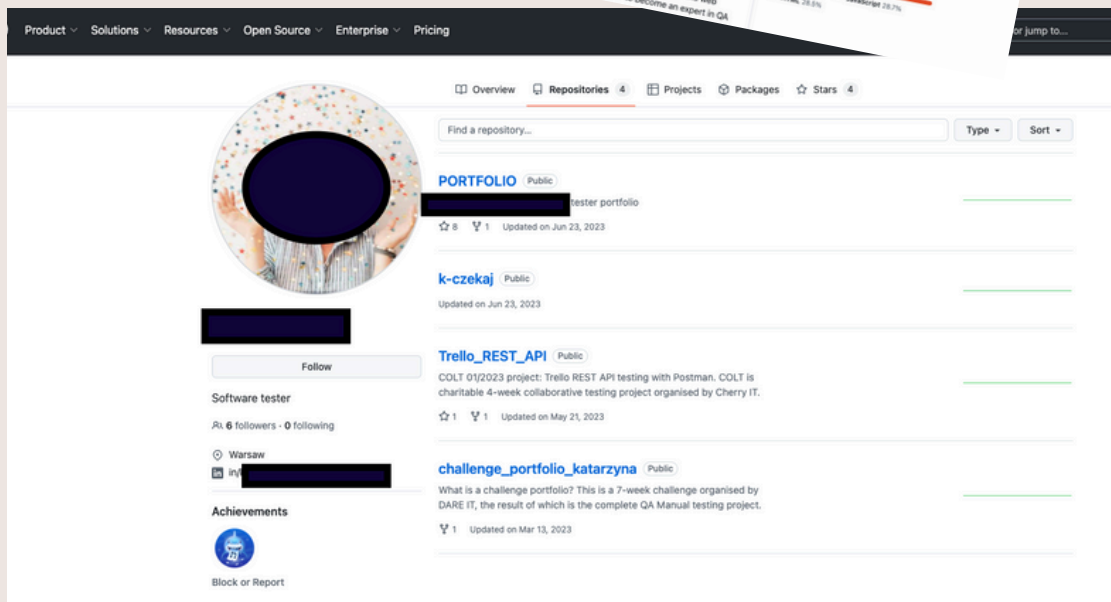 become an expert in QA
28.7%
Product
Solutions
Resources
Open Source
Enterprise
Pricing
or jump to...
Overview
Repositories 4
Projects
Packages
Stars 4
Find a repository...
Type
Sort
PORTFOLIO Public
tester portfolio
8 1 Updated on Jun 23, 2023
k-czekaj Public
Updated on Jun 23, 2023
Follow
Trello_REST_API Public
COLT 01/2023 project: Trello REST API testing with Postman. COLT is
charitable 4-week collaborative testing project organised by Cherry IT.
1 1 Updated on May 21, 2023
Software tester
6 followers · 0 following
Warsaw
in/
challenge_portfolio_katarzyna Public
What is a challenge portfolio? This is a 7-week challenge organised by
DARE IT, the result of which is the complete QA Manual testing project.
1 Updated on Mar 13, 2023
Achievements
Block or Report